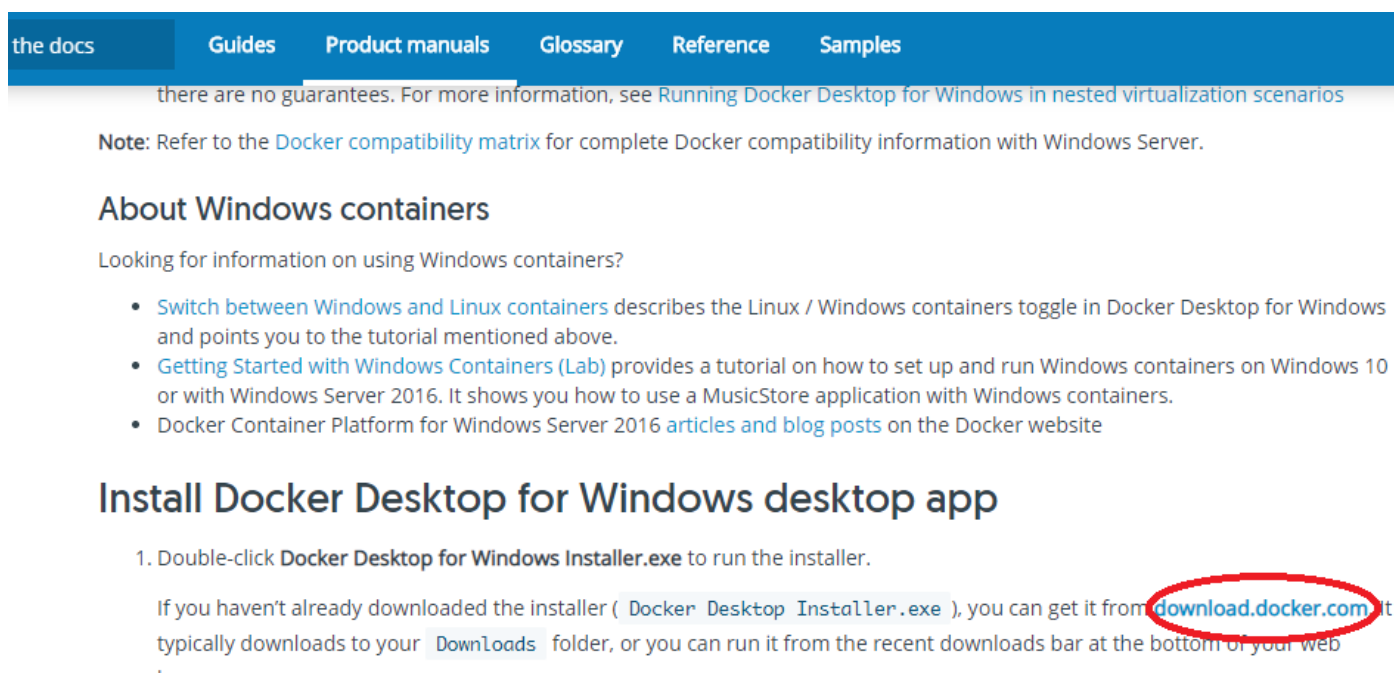 the docs Guides Product manuals Glossary Reference Samples
there are no guarantees. For more information, see Running Docker Desktop for Windows in nested virtualization scenarios
Note: Refer to the Docker compatibility matrix for complete Docker compatibility information with Windows Server.
About Windows containers
Looking for information on using Windows containers?
• Switch between Windows and Linux containers describes the Linux / Windows containers toggle in Docker Desktop for Windows
and points you to the tutorial mentioned above.
• Getting Started with Windows Containers (Lab) provides a tutorial on how to set up and run Windows containers on Windows 10
or with Windows Server 2016. It shows you how to use a MusicStore application with Windows containers.
• Docker Container Platform for Windows Server 2016 articles and blog posts on the Docker website
Install Docker Desktop for Windows desktop app
1. Double-click Docker Desktop for Windows Installer.exe to run the installer.
If you haven't already downloaded the installer ( Docker Desktop Installer.exe ), you can get it from download.docker.com. It
typically downloads to your Downloads folder, or you can run it from the recent downloads bar at the bottom of your web